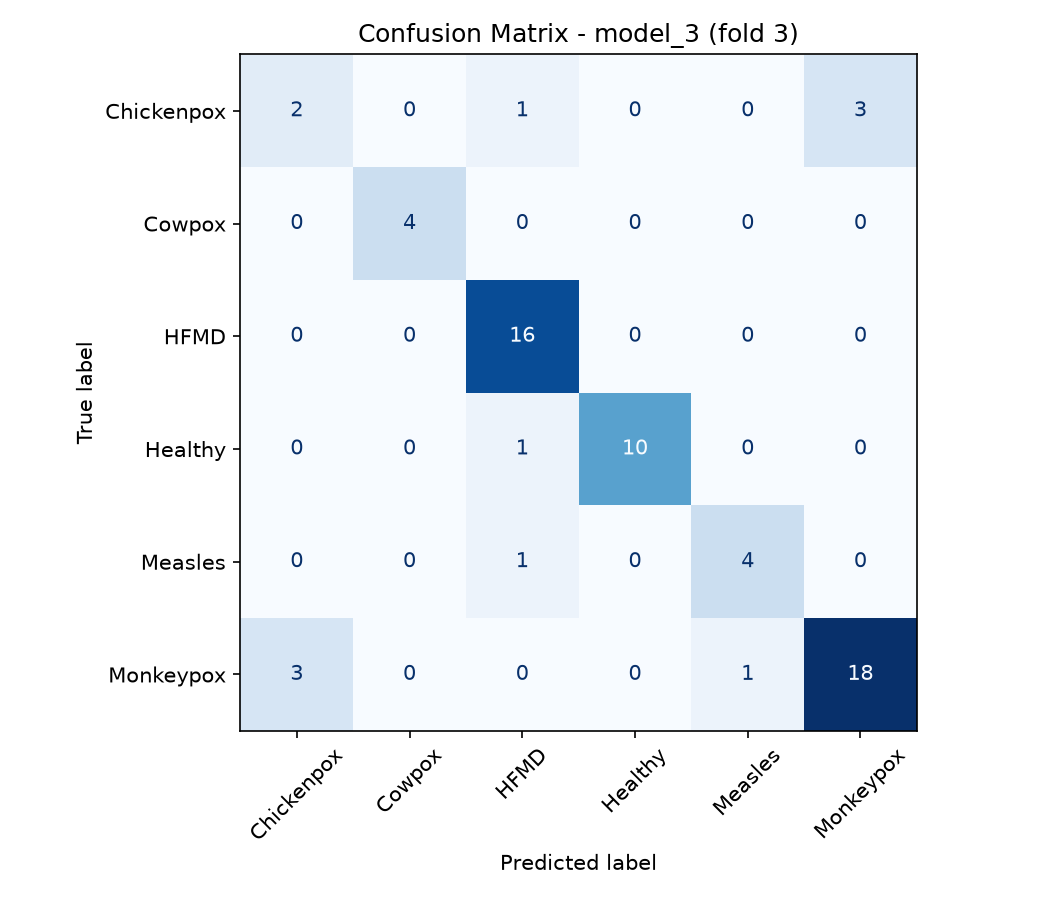 Confusion Matrix - model_3 (fold 3)
Chickenpox 2 0 1 0 0 3
Cowpox 0 4 0 0 0 0
HFMD 0 0 16 0 0 0
Healthy 0 0 1 10 0 0
Measles 0 0 1 0 4 0
Monkeypox 3 0 0 0 1 18
True label
Chickenpox Cowpox HFMD Healthy Measles Monkeypox
Predicted label